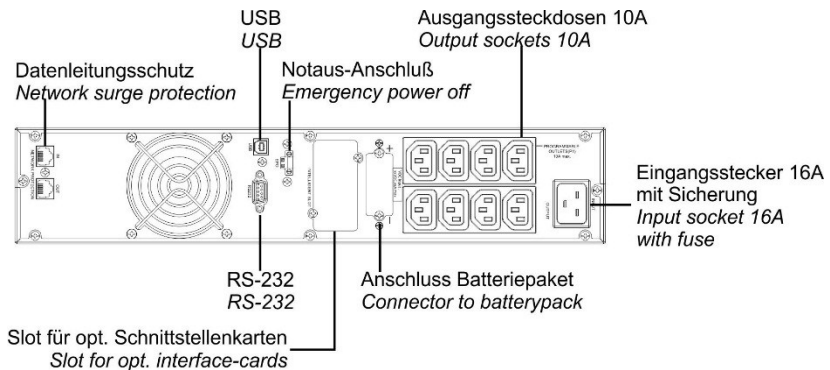 USB
USB
Ausgangssteckdosen 10A
Output sockets 10A
Datenleitungsschutz
Network surge protection
Notaus-Anschluß
Emergency power off
Eingangsstecker 16A
mit Sicherung
Input socket 16A
with fuse
RS-232
RS-232
Anschluss Batteriepaket
Connector to batterypack
Slot für opt. Schnittstellenkarten
Slot for opt. interface-cards